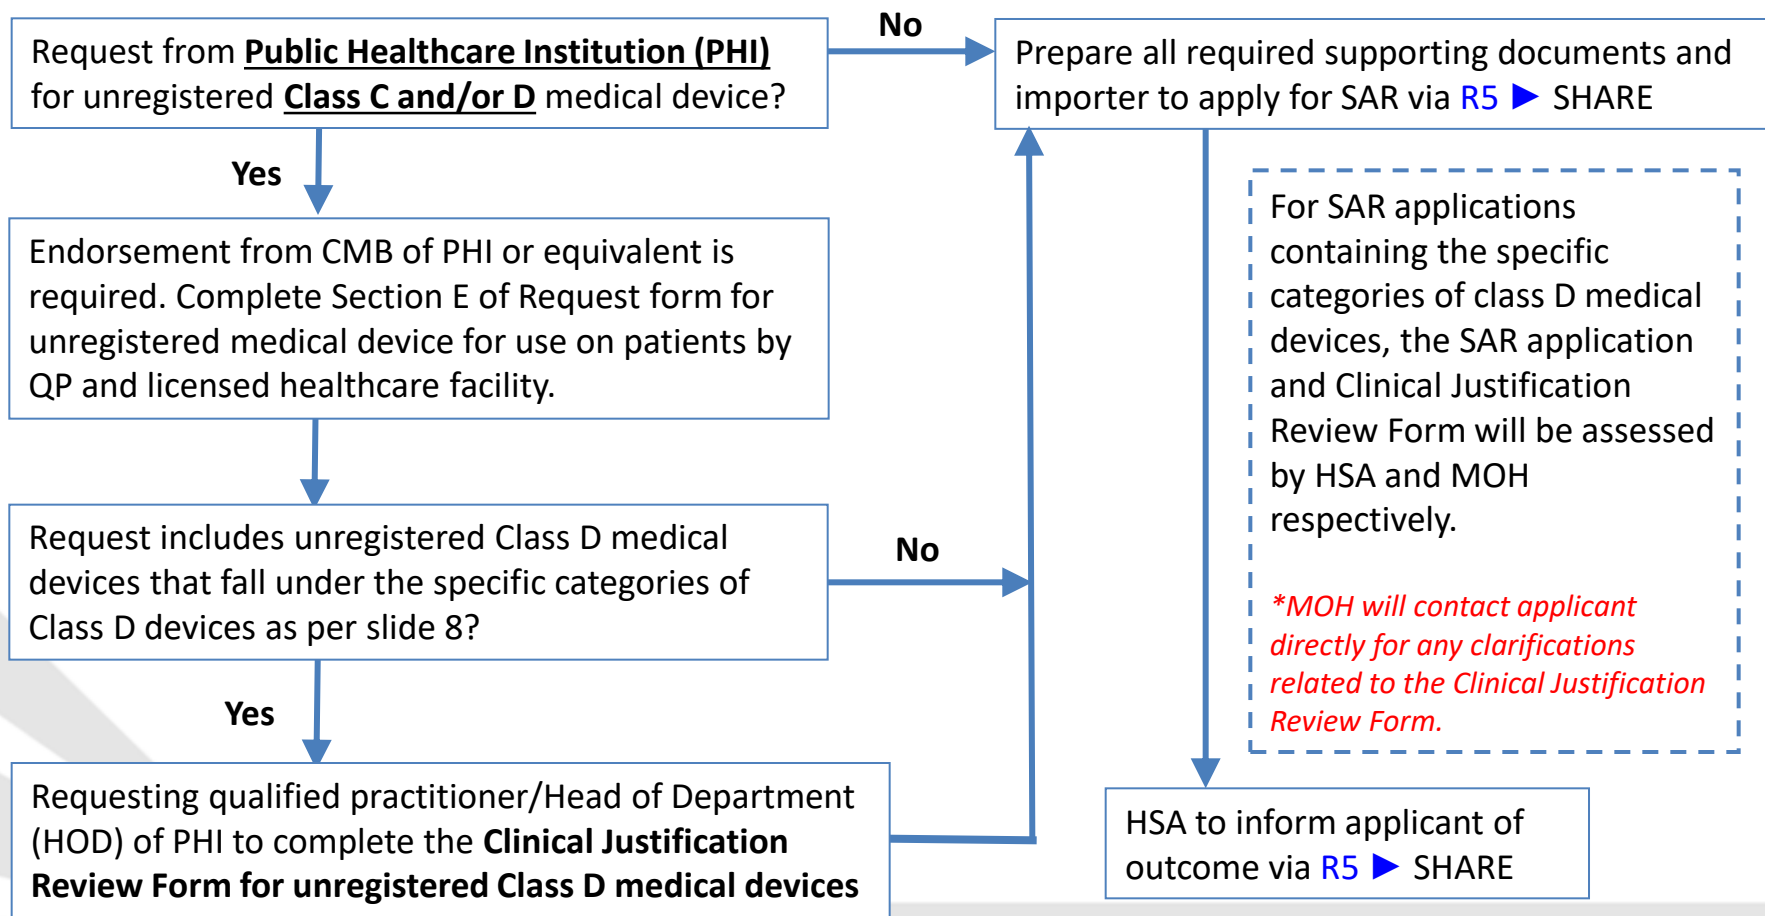 Request from Public Healthcare Institution (PHI)
for unregistered Class C and/or D medical device?
No
Prepare all required supporting documents and
importer to apply for SAR via R5 ► SHARE
Yes
Endorsement from CMB of PHI or equivalent is
required. Complete Section E of Request form for
unregistered medical device for use on patients by
QP and licensed healthcare facility.
Request includes unregistered Class D medical
devices that fall under the specific categories of
Class D devices as per slide 8?
No
Yes
Requesting qualified practitioner/Head of Department
(HOD) of PHI to complete the Clinical Justification
Review Form for unregistered Class D medical devices
For SAR applications
containing the specific
categories of class D medical
devices, the SAR application
and Clinical Justification
Review Form will be assessed
by HSA and MOH
respectively.
*MOH will contact applicant
directly for any clarifications
related to the Clinical Justification
Review Form.
HSA to inform applicant of
outcome via R5 ► SHARE